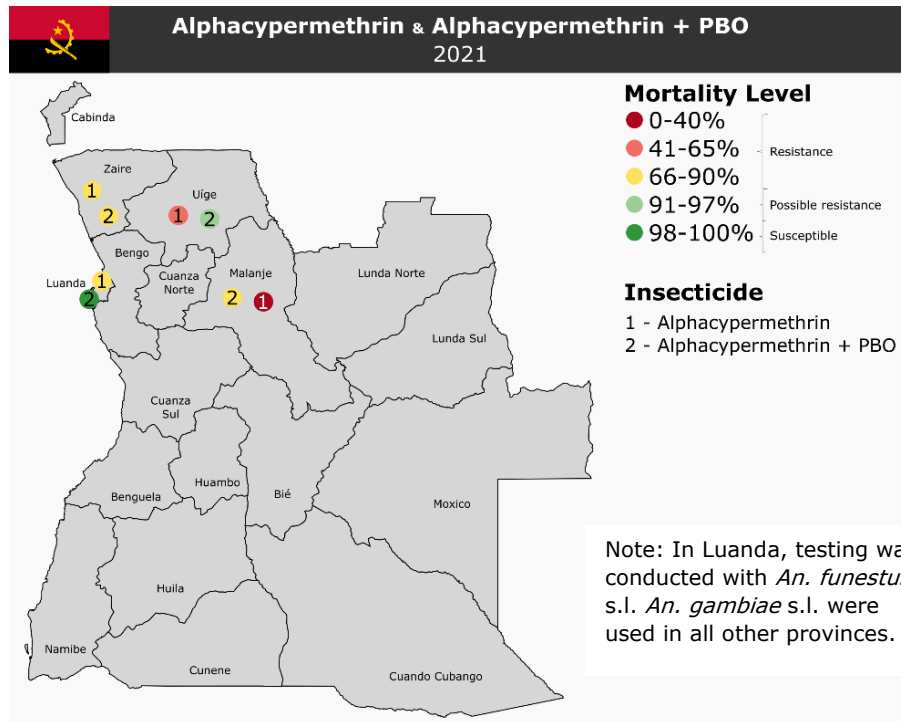 Alphacypermethrin & Alphacypermethrin + PBO
2021
Mortality Level
0-40%
41-65%
66-90%
Resistance
91-97%
Possible resistance
98-100%
Susceptible
Insecticide
1 - Alphacypermethrin
2 - Alphacypermethrin + PBO
Cabinda
Zaire
1
2
Uíge
1
2
Bengo
Luanda
1
2
Cuanza
Norte
Malanje
2
1
Lunda Norte
Lunda Sul
Cuanza
Sul
Benguela
Huambo
Bié
Moxico
Huila
Namibe
Cunene
Cuando Cubango
Note: In Luanda, testing wa
conducted with An. funestus
s.l. An. gambiae s.l. were
used in all other provinces.